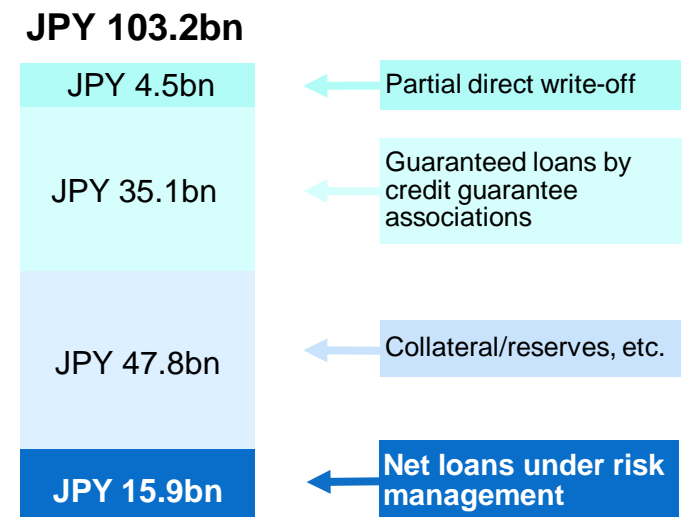 JPY 103.2bn
JPY 4.5bn
Partial direct write-off
JPY 35.1bn
Guaranteed loans by
credit guarantee
associations
JPY 47.8bn
Collateral/reserves, etc.
JPY 15.9bn
Net loans under risk
management